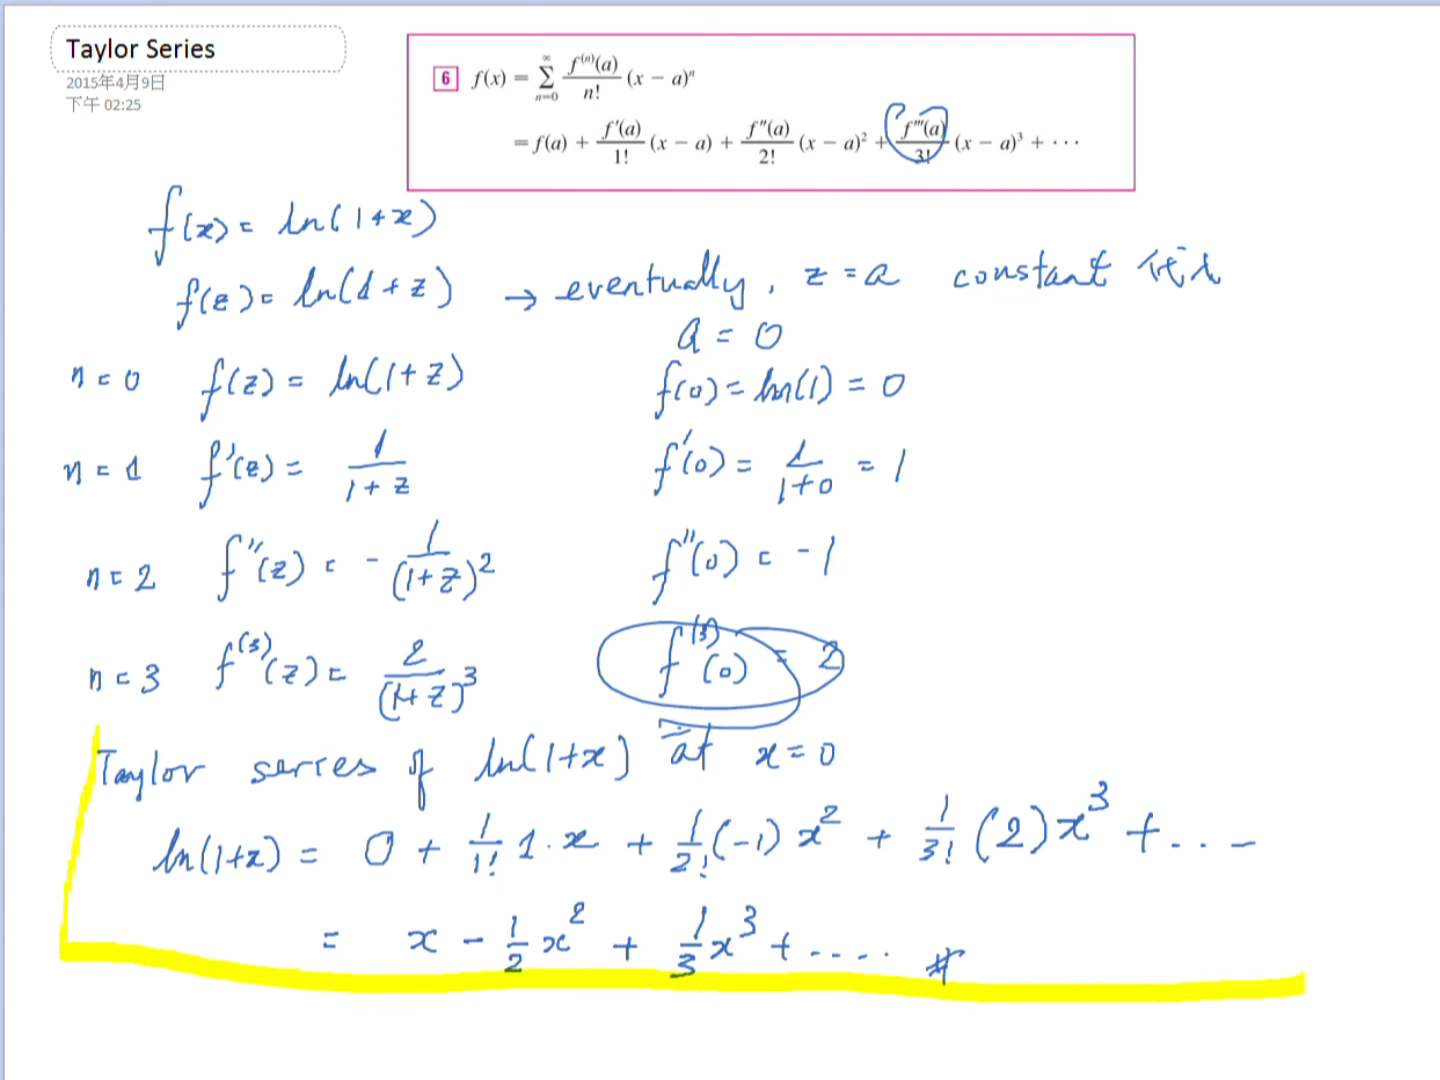 Taylor Series
2015年4月9日
下午 02:25
6 f(x) = ∑_{n=0}^{∞} f⁽ⁿ⁾(a)/n! (x − a)ⁿ
= f(a) + f′(a)/1! (x − a) + f″(a)/2! (x − a)² + f‴(a)/3! (x − a)³ + ···
f(x) = ln(1+x)
f(z) = ln(1+z) → eventually, z = a constant 代入
a = 0
n=0 f(z) = ln(1+z) f(0) = ln(1) = 0
n=1 f'(z) = 1/(1+z) f'(0) = 1/(1+0) = 1
n=2 f''(z) = -1/(1+z)² f''(0) = -1
n=3 f⁽³⁾(z) = 2/(1+z)³ f⁽³⁾(0) = 2
Taylor series of ln(1+x) at x=0
ln(1+x) = 0 + 1/1! 1·x + 1/2! (-1) x² + 1/3! (2) x³ + ...
= x - 1/2 x² + 1/3 x³ + .... #